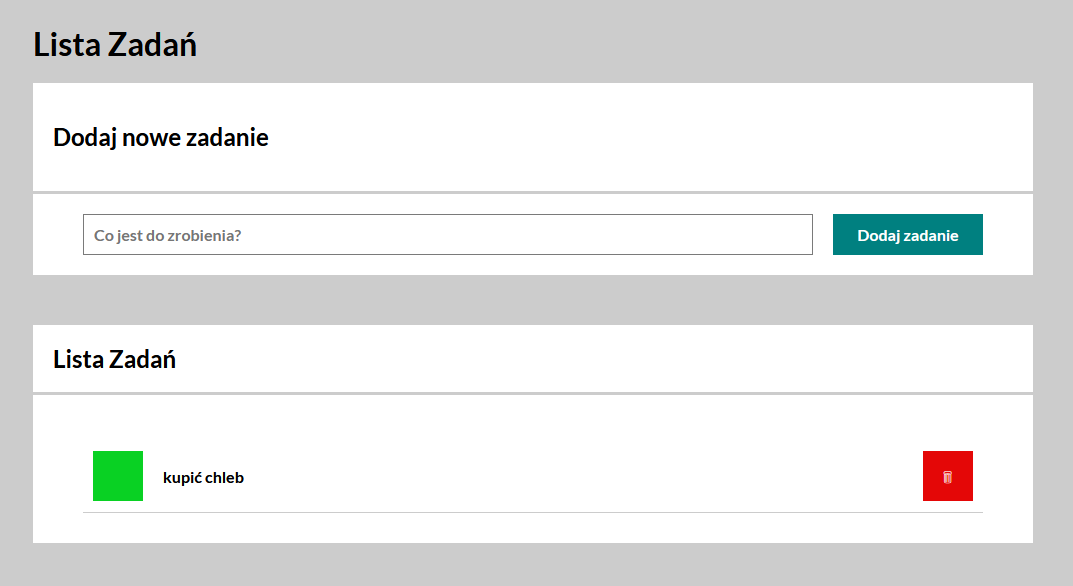 Lista Zadań
Dodaj nowe zadanie
Co jest do zrobienia?
Dodaj zadanie
Lista Zadań
kupić chleb